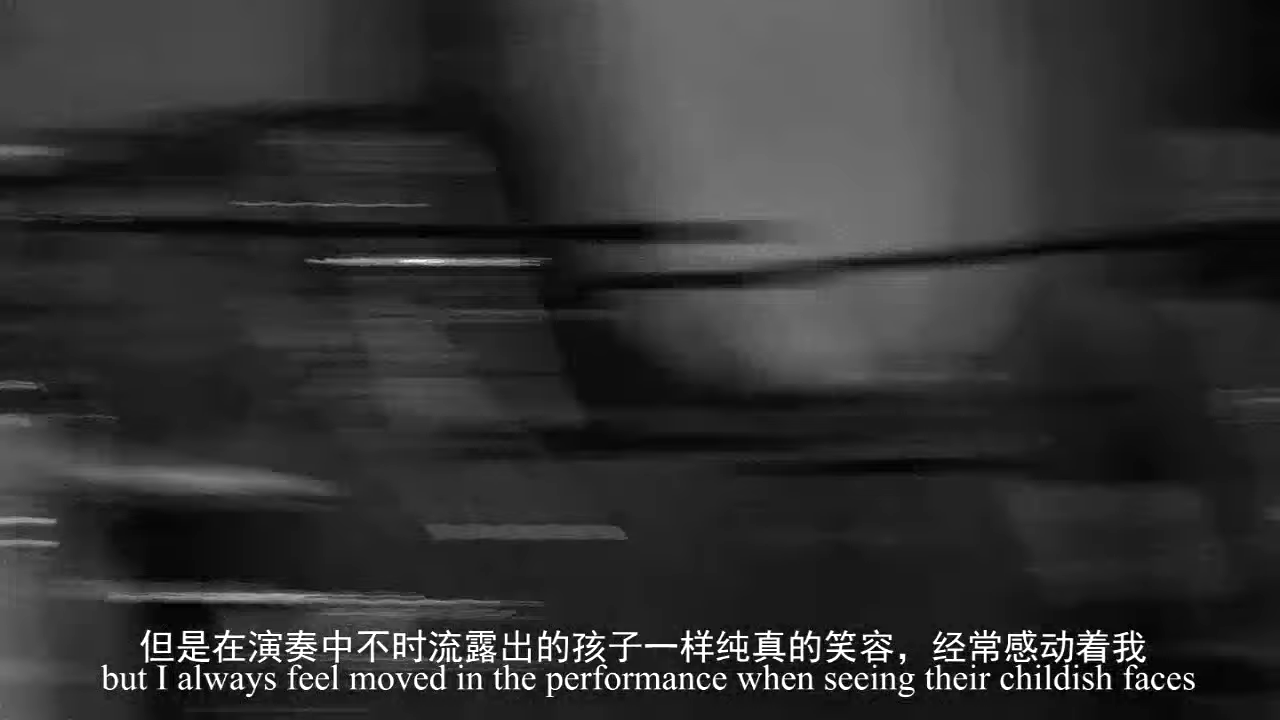 但是在演奏中不时流露出的孩子一样纯真的笑容，经常感动着我
but I always feel moved in the performance when seeing their childish faces